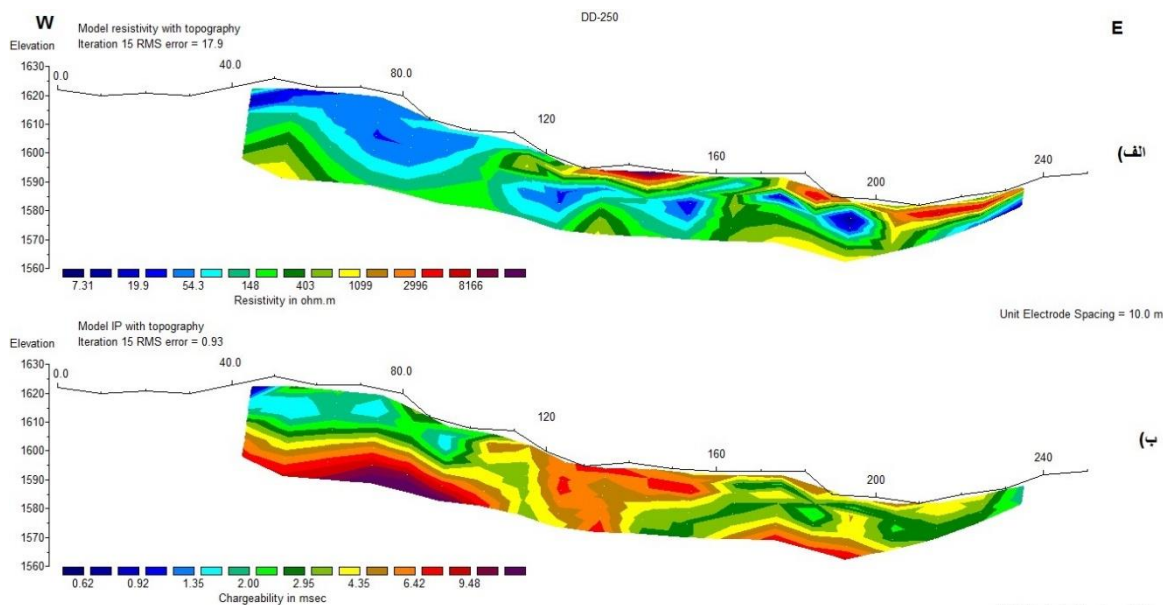 W
DD-250
E
Model resistivity with topography
Iteration 15 RMS error = 17.9
Elevation
0.0
40.0
80.0
120
160
200
240
1630
1620
1610
1600
1590
1580
1570
1560
الف)
7.31 19.9 54.3 148 403 1099 2996 8166
Resistivity in ohm.m
Unit Electrode Spacing = 10.0 m
Model IP with topography
Iteration 15 RMS error = 0.93
Elevation
0.0
40.0
80.0
120
160
200
240
1630
1620
1610
1600
1590
1580
1570
1560
ب)
0.62 0.92 1.35 2.00 2.95 4.35 6.42 9.48
Chargeability in msec